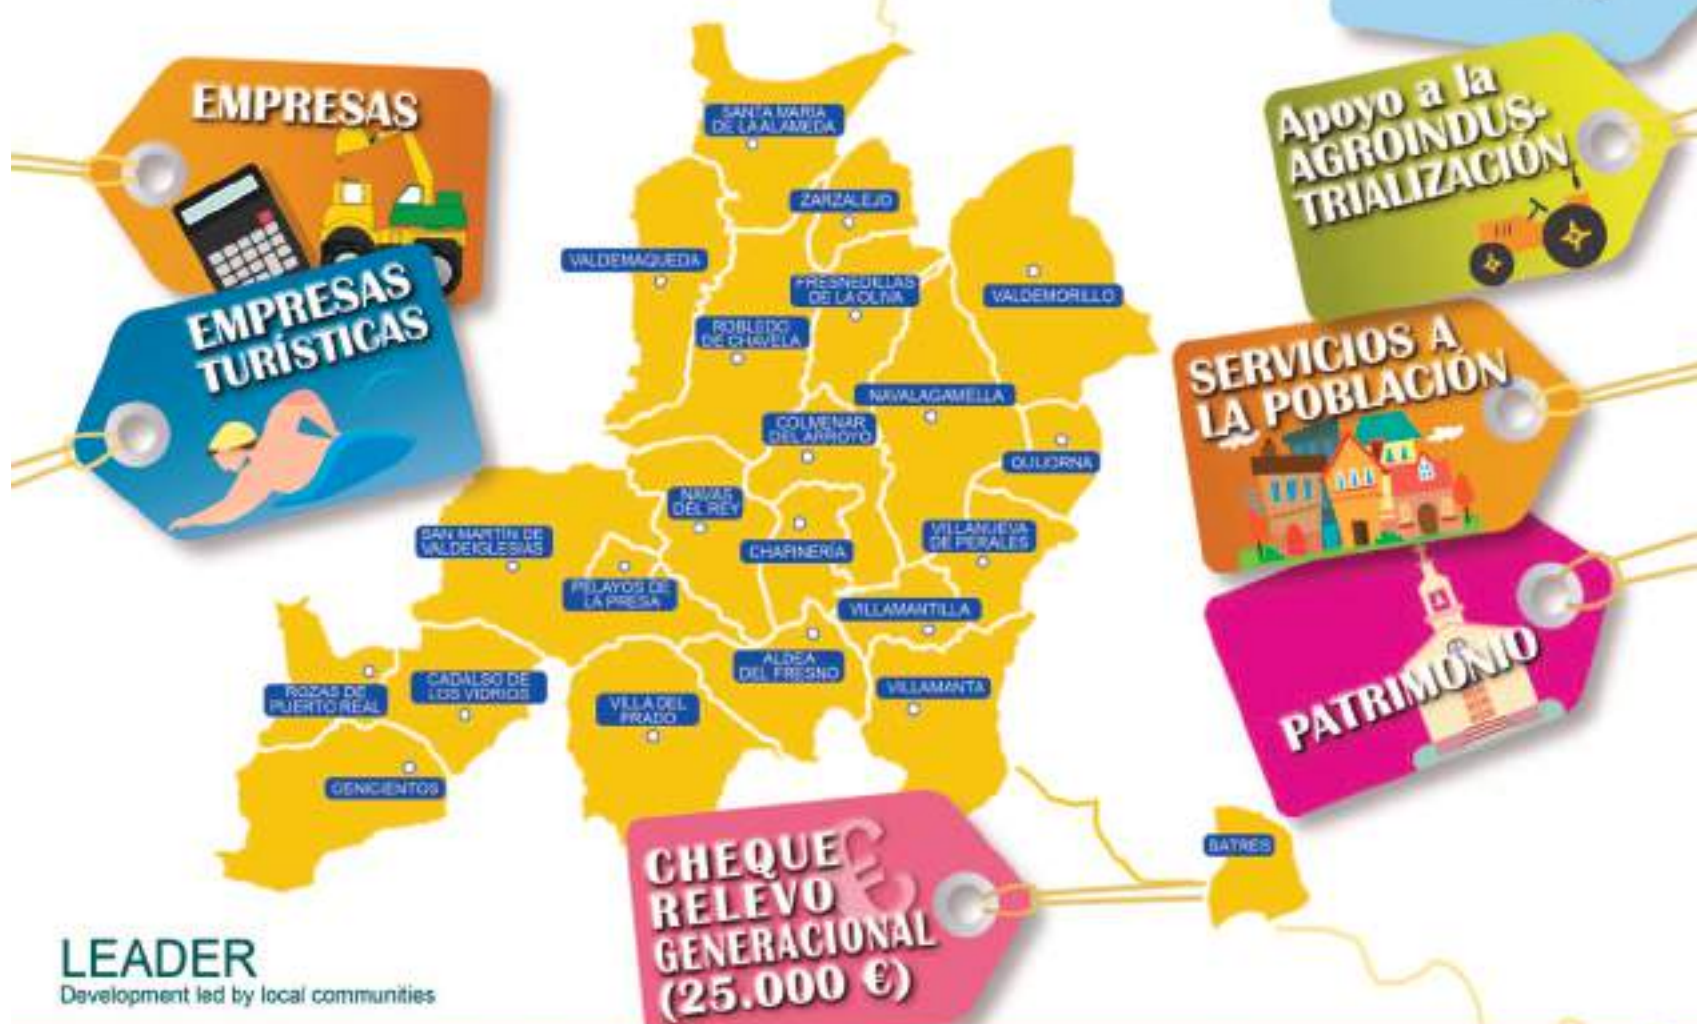 EMPRESAS
EMPRESAS
TURÍSTICAS
SANTA MARÍA
DE LA ALAMEDA
ZARZALEJO
VALDEMAQUEDA
FRESNEDILLAS
DE LA OLIVA
VALDEMORILLO
ROBLEDO
DE CHAVELA
NAVALAGAMELLA
COLMENAR
DEL ARROYO
QUIJORNA
NAVAS
DEL REY
SAN MARTÍN DE
VALDEIGLESIAS
CHAPINERÍA
VILLANUEVA
DE PERALES
PELAYOS DE
LA PRESA
VILLAMANTILLA
ALDEA
DEL FRESNO
ROZAS DE
PUERTO REAL
CADALSO DE
LOS VIDRIOS
VILLA DEL
PRADO
VILLAMANTA
CENICIENTOS
BATRES
Apoyo a la
AGROINDUS-
TRIALIZACIÓN
SERVICIOS A
LA POBLACIÓN
PATRIMONIO
CHEQUE
RELEVO
GENERACIONAL
(25.000 €)
€
LEADER
Development led by local communities